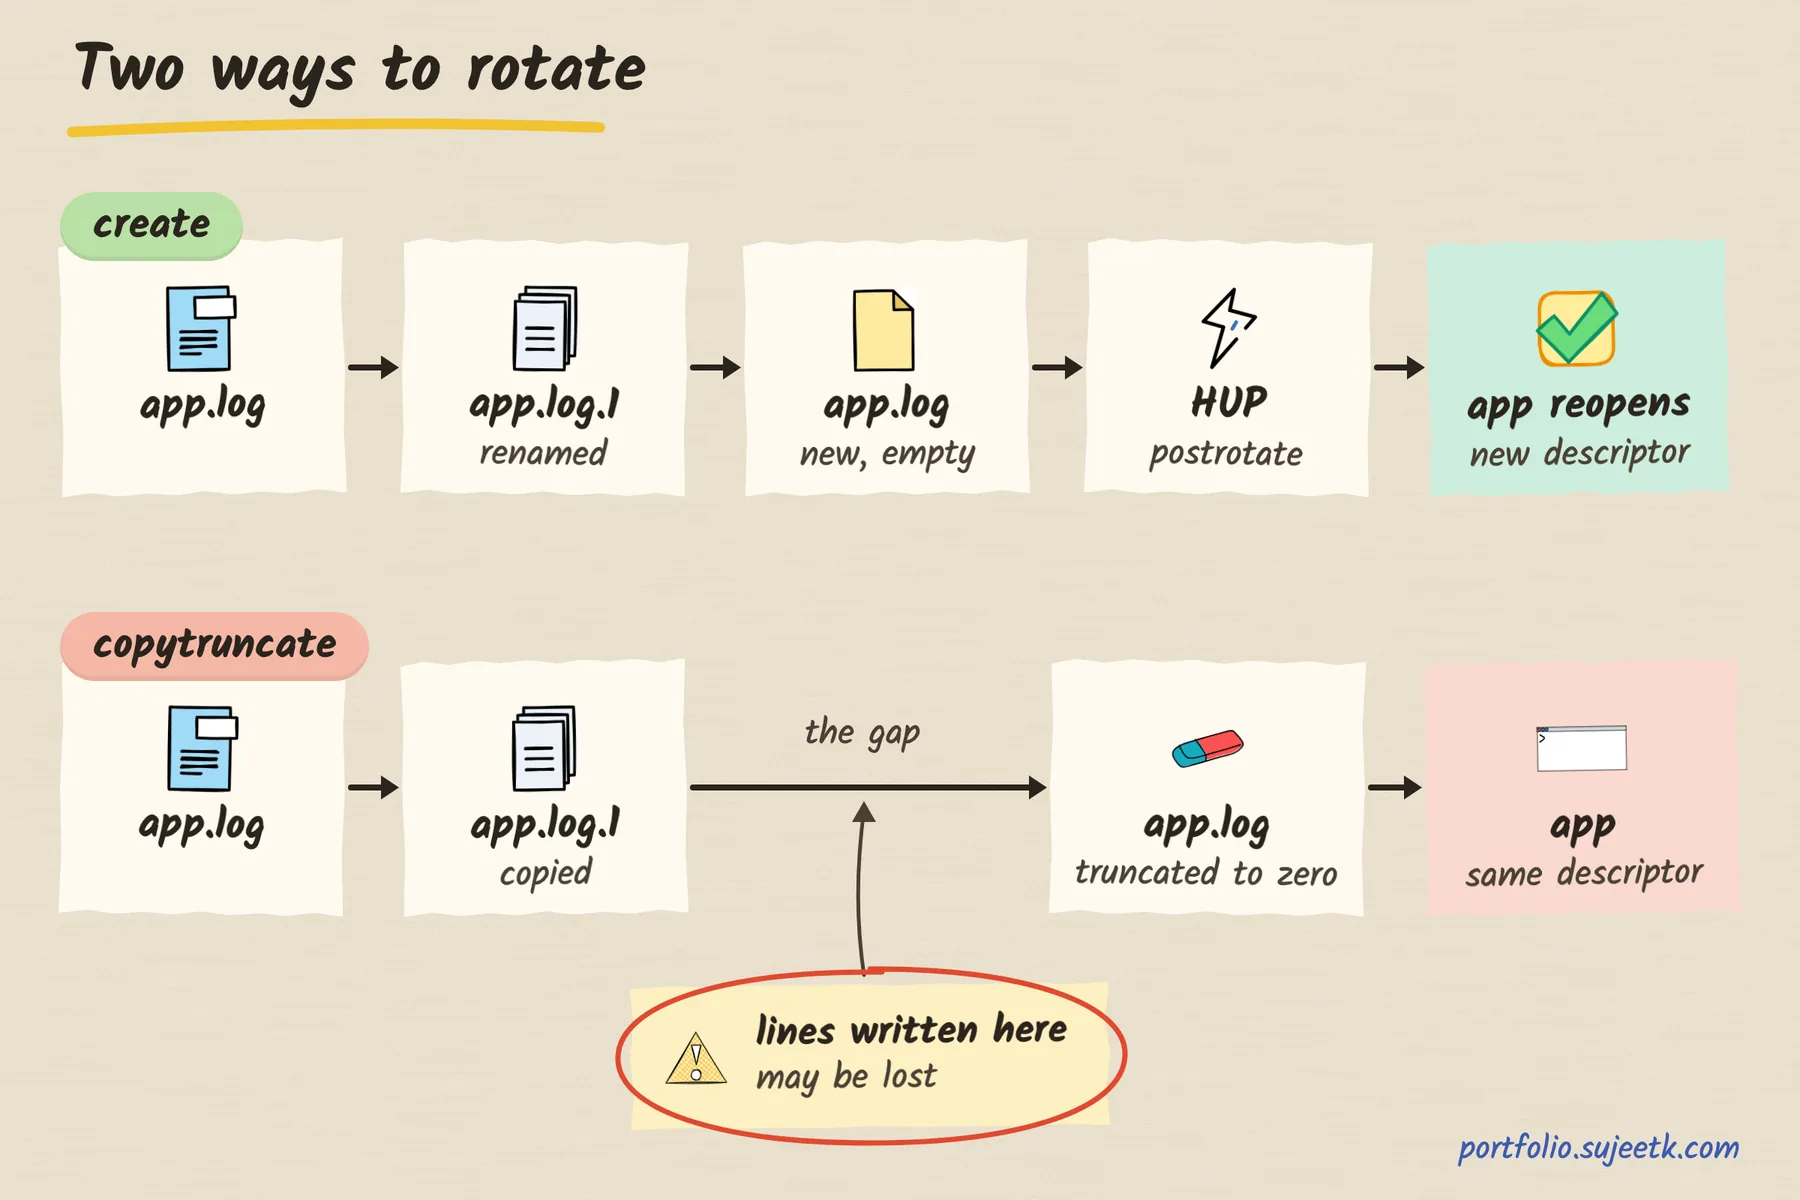 Two ways to rotate
create
app.log
app.log.1
renamed
app.log
new, empty
HUP
postrotate
app reopens
new descriptor
copytruncate
app.log
app.log.1
copied
the gap
app.log
truncated to zero
>
app
same descriptor
lines written here
may be lost
portfolio.sujeetk.com